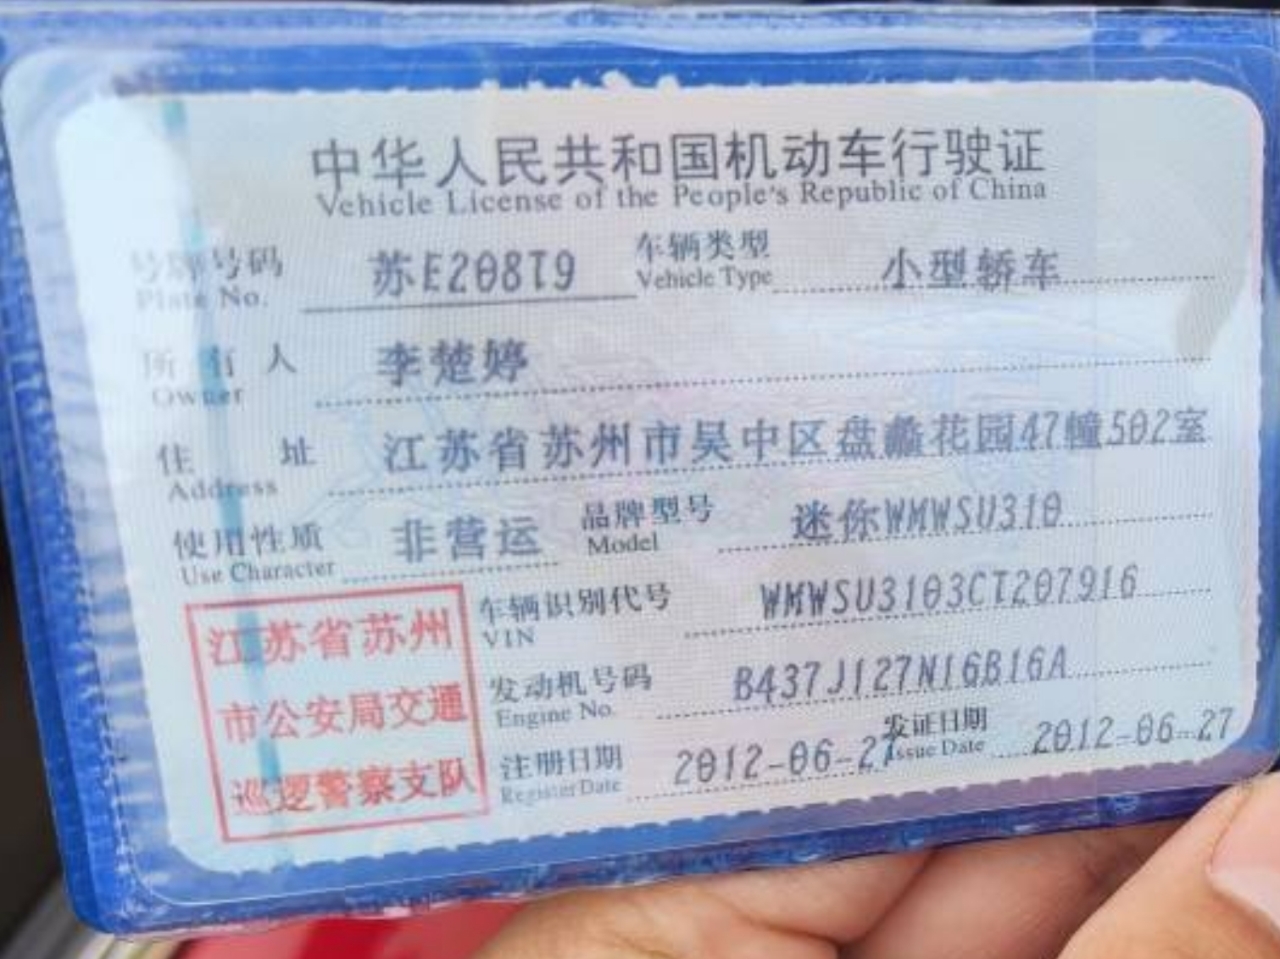 中华人民共和国机动车行驶证
Vehicle License of the People's Republic of China
号牌号码 苏E208T9 车辆类型 小型轿车
Plate No. Vehicle Type
所有人 李楚婷
Owner
住址 江苏省苏州市吴中区盘蠡花园47幢502室
Address
使用性质 非营运 品牌型号 迷你WMWSU310
Use Character Model
车辆识别代号 WMWSU3103CT207916
VIN
发动机号码 B437J127N16B16A
Engine No.
注册日期 2012-06-27 发证日期 2012-06-27
Register Date Issue Date
江苏省苏州
市公安局交通
巡逻警察支队